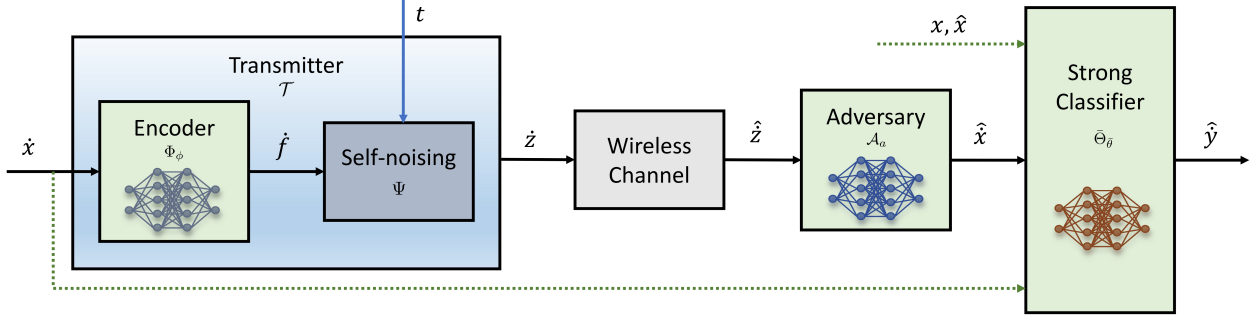 t
Transmitter
𝒯
x, x̂
Strong
Classifier
Θ̄_θ̄
Encoder
Φ_ϕ
Self-noising
Ψ
Wireless
Channel
Adversary
𝒜_a
ẋ
ḟ
ż
ż̂
ẋ̂
ẏ̂